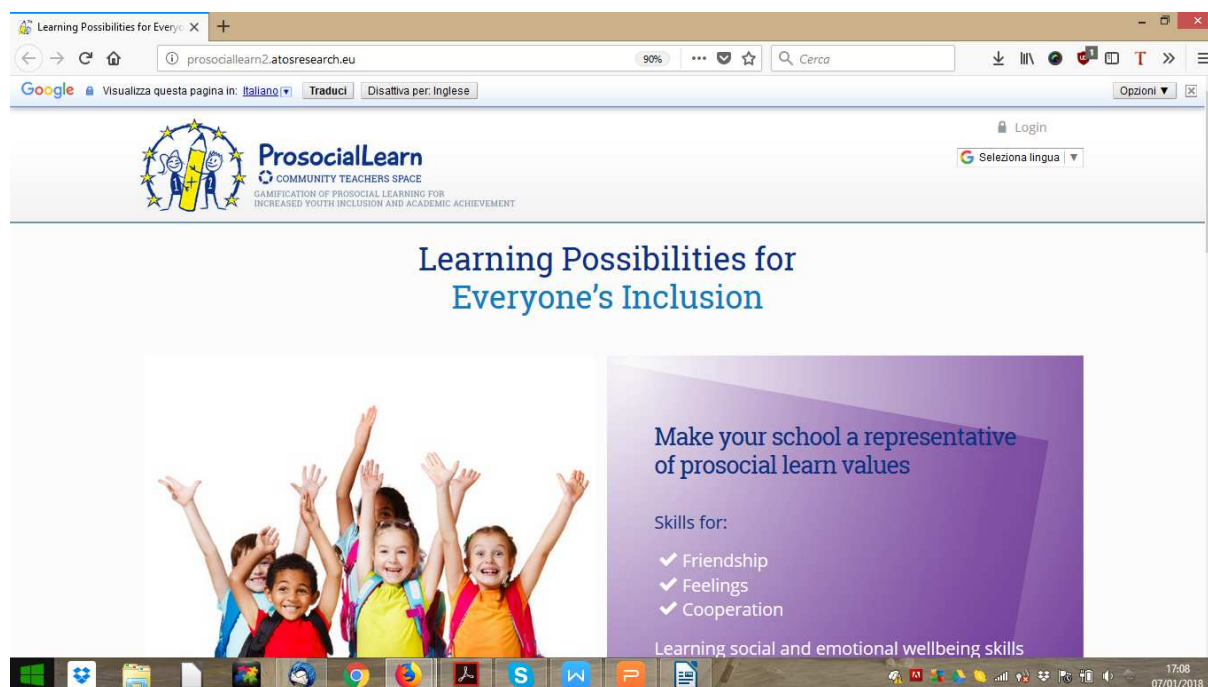 Learning Possibilities for Everyo
prosociallearn2.atosresearch.eu
90%
Cerca
1
T
Google Visualizza questa pagina in: Italiano Traduci Disattiva per: Inglese Opzioni
Login
G Seleziona lingua
ProsocialLearn
COMMUNITY TEACHERS SPACE
GAMIFICATION OF PROSOCIAL LEARNING FOR
INCREASED YOUTH INCLUSION AND ACADEMIC ACHIEVEMENT
Learning Possibilities for
Everyone's Inclusion
Make your school a representative
of prosocial learn values
Skills for:
Friendship
Feelings
Cooperation
Learning social and emotional wellbeing skills
17:08
07/01/2018